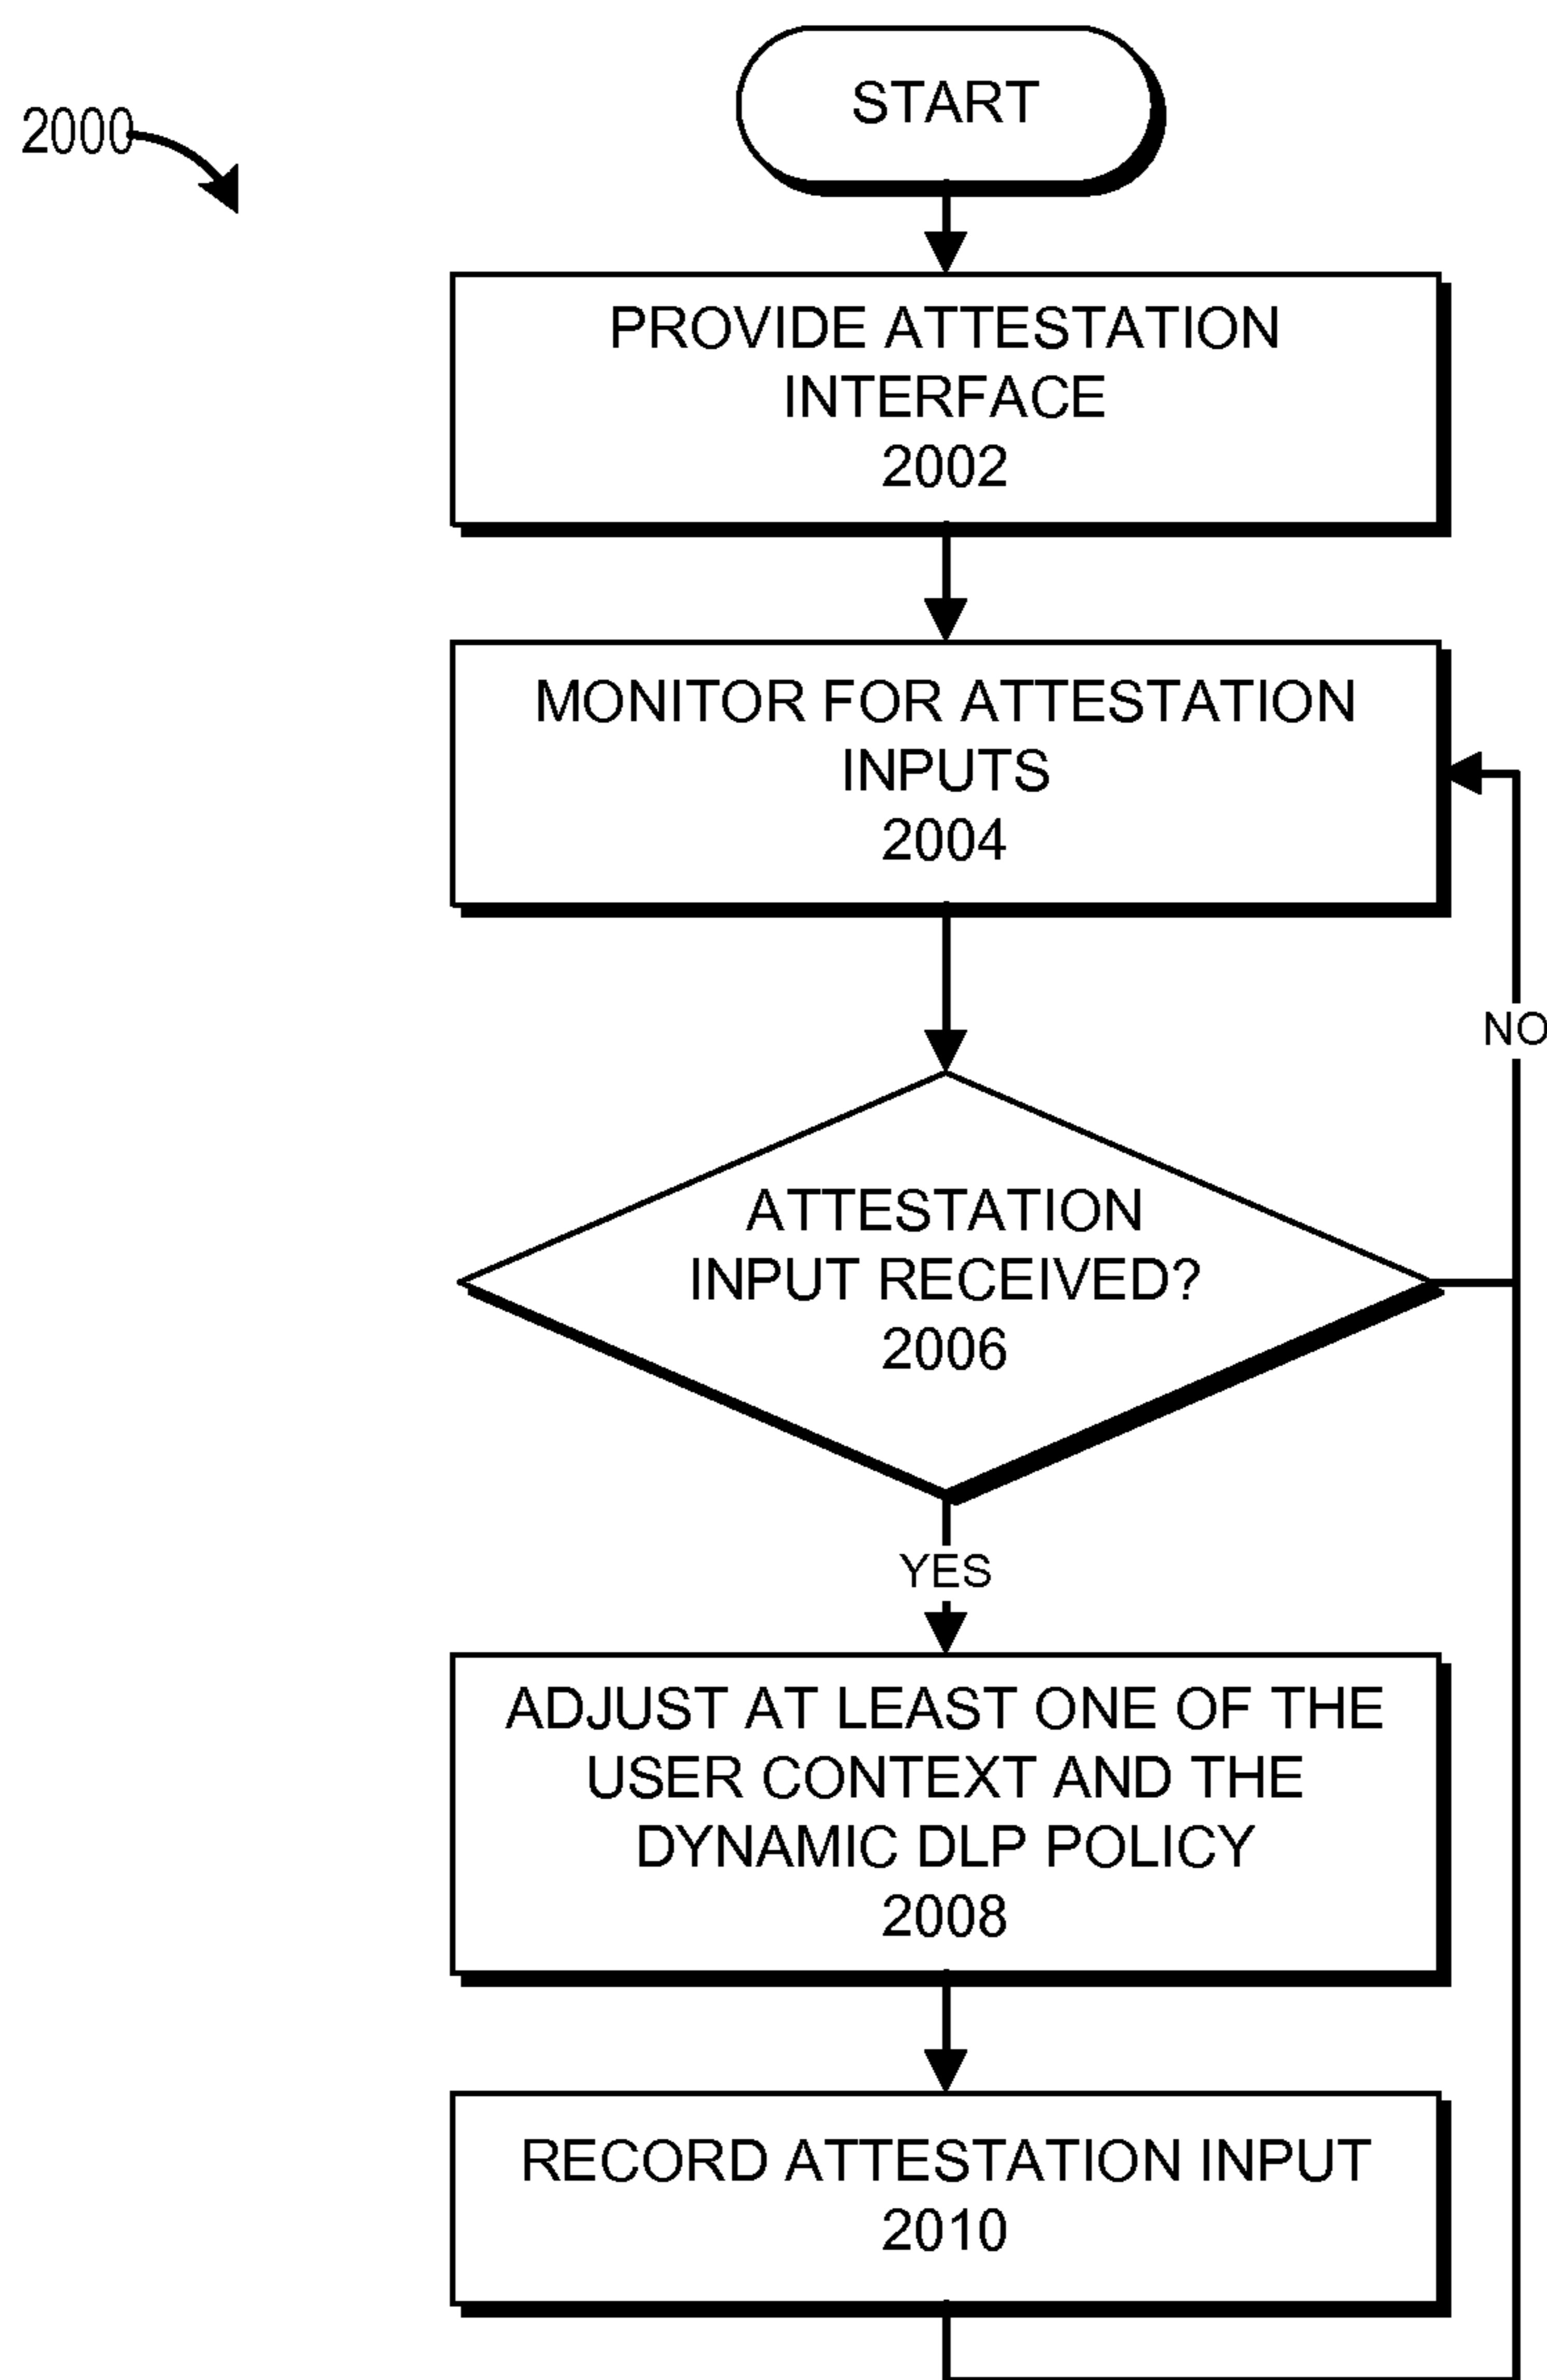 2000
START
PROVIDE ATTESTATION
INTERFACE
2002
MONITOR FOR ATTESTATION
INPUTS
2004
NO
ATTESTATION
INPUT RECEIVED?
2006
YES
ADJUST AT LEAST ONE OF THE
USER CONTEXT AND THE
DYNAMIC DLP POLICY
2008
RECORD ATTESTATION INPUT
2010